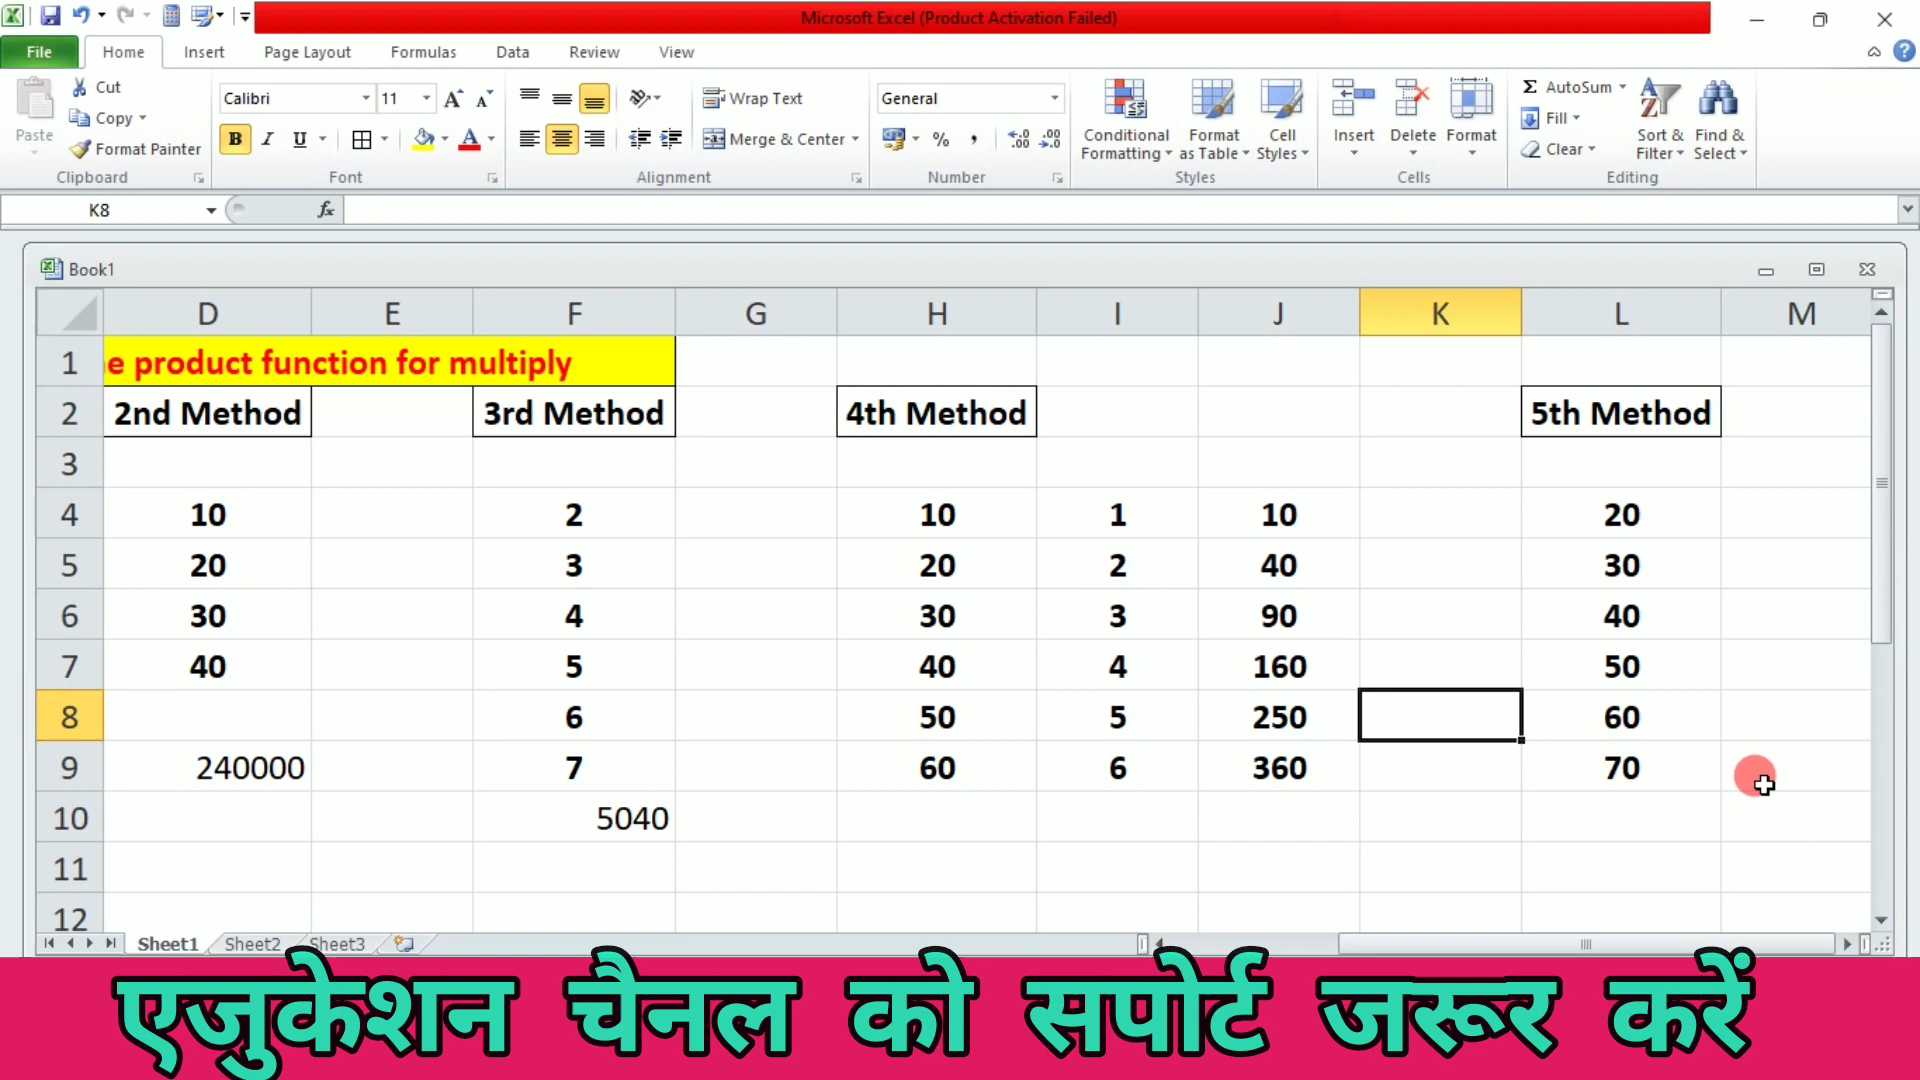 Microsoft Excel (Product Activation Failed)
File Home Insert Page Layout Formulas Data Review View
Paste
Cut
Copy
Format Painter
Clipboard
Calibri 11
B I U A
Font
Wrap Text
Merge & Center
Alignment
General
%
Number
Conditional Formatting
Format as Table
Cell Styles
Styles
Insert Delete Format
Cells
Σ AutoSum
Fill
Clear
Sort & Filter
Find & Select
Editing
K8 fx
Book1
D E F G H I J K L M
1 e product function for multiply
2 2nd Method 3rd Method 4th Method 5th Method
3
4 10 2 10 1 10 20
5 20 3 20 2 40 30
6 30 4 30 3 90 40
7 40 5 40 4 160 50
8 6 50 5 250 60
9 240000 7 60 6 360 70
10 5040
11
12
Sheet1 Sheet2 Sheet3
एजुकेशन चैनल को सपोर्ट जरूर करें